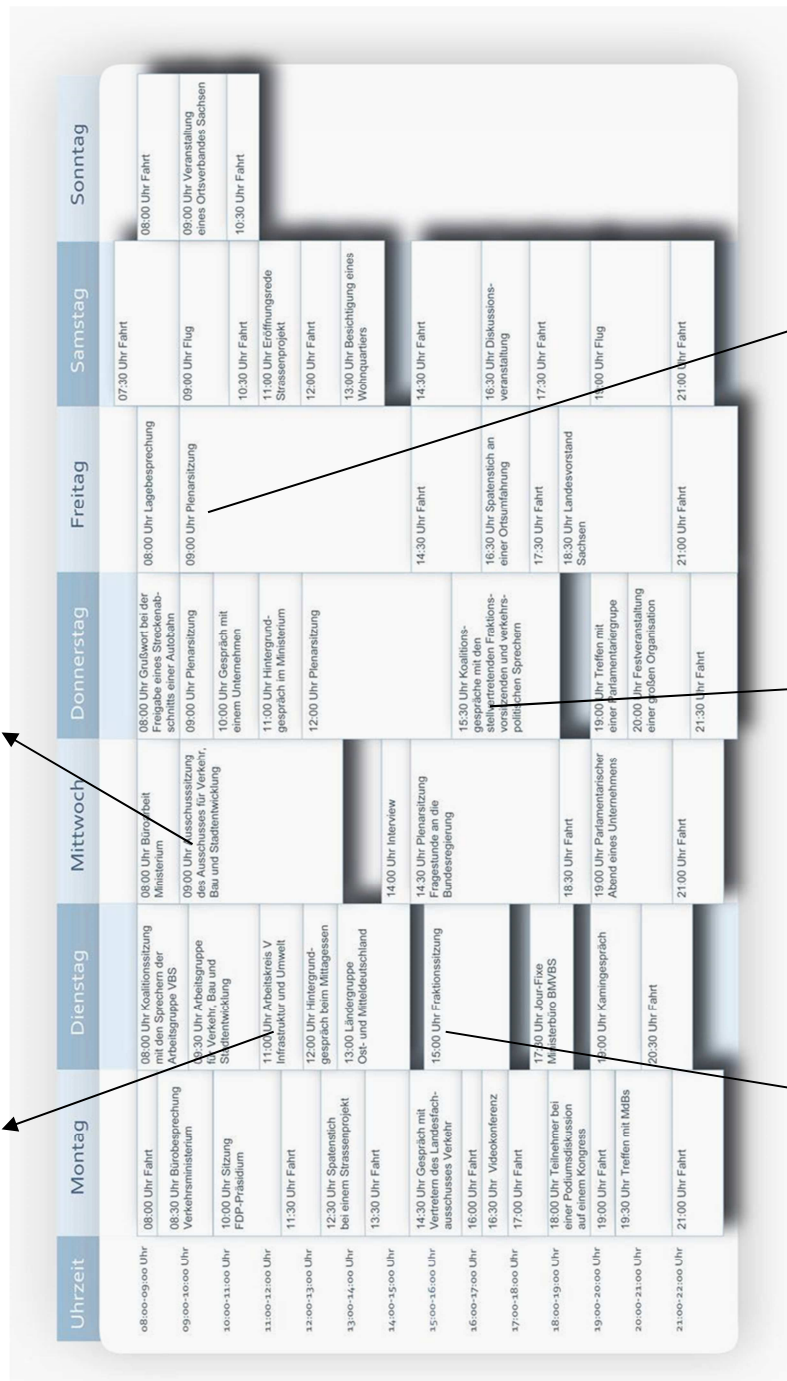 Uhrzeit
08:00-09:00 Uhr
09:00-10:00 Uhr
10:00-11:00 Uhr
11:00-12:00 Uhr
12:00-13:00 Uhr
13:00-14:00 Uhr
14:00-15:00 Uhr
15:00-16:00 Uhr
16:00-17:00 Uhr
17:00-18:00 Uhr
18:00-19:00 Uhr
19:00-20:00 Uhr
20:00-21:00 Uhr
21:00-22:00 Uhr
Montag
08:00 Uhr Fahrt
08:30 Uhr Bürobesprechung
Verkehrsministerium
10:00 Uhr Sitzung
FDP-Präsidium
11:30 Uhr Fahrt
12:30 Uhr Spatenstich
bei einem Strassenprojekt
13:30 Uhr Fahrt
14:30 Uhr Gespräch mit
Vertretern des Landesfach-
ausschusses Verkehr
16:00 Uhr Fahrt
16:30 Uhr Videokonferenz
17:00 Uhr Fahrt
18:00 Uhr Teilnehmer bei
einer Podiumsdiskussion
auf einem Kongress
19:00 Uhr Fahrt
19:30 Uhr Treffen mit MdBs
21:00 Uhr Fahrt
Dienstag
08:00 Uhr Koalitionssitzung
mit den Sprechern der
Arbeitsgruppe VBS
09:30 Uhr Arbeitsgruppe
für Verkehr, Bau und
Stadtentwicklung
11:00 Uhr Arbeitskreis V
Infrastruktur und Umwelt
12:00 Uhr Hintergrund-
gespräch beim Mittagessen
13:00 Ländergruppe
Ost- und Mitteldeutschland
15:00 Uhr Fraktionssitzung
17:30 Uhr Jour-Fixe
Ministerbüro BMVBS
19:00 Uhr Kamingespräch
20:30 Uhr Fahrt
Mittwoch
08:00 Uhr Büroarbeit
Ministerium
09:00 Uhr Ausschusssitzung
des Ausschusses für Verkehr,
Bau und Stadtentwicklung
14:00 Uhr Interview
14:30 Uhr Plenarsitzung
Fragestunde an die
Bundesregierung
18:30 Uhr Fahrt
19:00 Uhr Parlamentarischer
Abend eines Unternehmens
21:00 Uhr Fahrt
Donnerstag
08:00 Uhr Grußwort bei der
Freigabe eines Streckenab-
schnitts einer Autobahn
09:00 Uhr Plenarsitzung
10:00 Uhr Gespräch mit
einem Unternehmen
11:00 Uhr Hintergrund-
gespräch im Ministerium
12:00 Uhr Plenarsitzung
15:30 Uhr Koalitions-
gespräche mit den
stellvertretenden Fraktions-
vorsizenden und verkehrs-
politischen Sprechern
19:00 Uhr Treffen mit
einer Parlamentariergrupe
20:00 Uhr Festveranstaltung
einer großen Organisation
21:30 Uhr Fahrt
Freitag
08:00 Uhr Lagebesprechung
09:00 Uhr Plenarsitzung
14:30 Uhr Fahrt
16:30 Uhr Spatenstich an
einer Ortsumfahrung
17:30 Uhr Fahrt
18:30 Uhr Landesvorstand
Sachsen
21:00 Uhr Fahrt
Samstag
07:30 Uhr Fahrt
09:00 Uhr Flug
10:30 Uhr Fahrt
11:00 Uhr Eröffnungsrede
Strassenprojekt
12:00 Uhr Fahrt
13:00 Uhr Besichtigung eines
Wohnquartiers
14:30 Uhr Fahrt
16:30 Uhr Diskussions-
veranstaltung
17:30 Uhr Fahrt
19:00 Uhr Flug
21:00 Uhr Fahrt
Sonntag
08:00 Uhr Fahrt
09:00 Uhr Veranstaltung
eines Ortsverbandes Sachsen
10:30 Uhr Fahrt